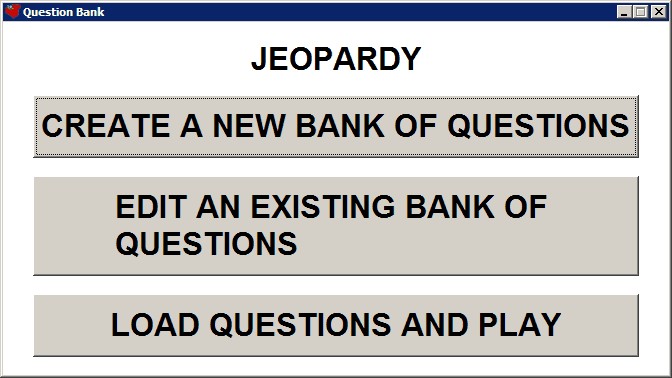 Question Bank
JEOPARDY
CREATE A NEW BANK OF QUESTIONS
EDIT AN EXISTING BANK OF
QUESTIONS
LOAD QUESTIONS AND PLAY